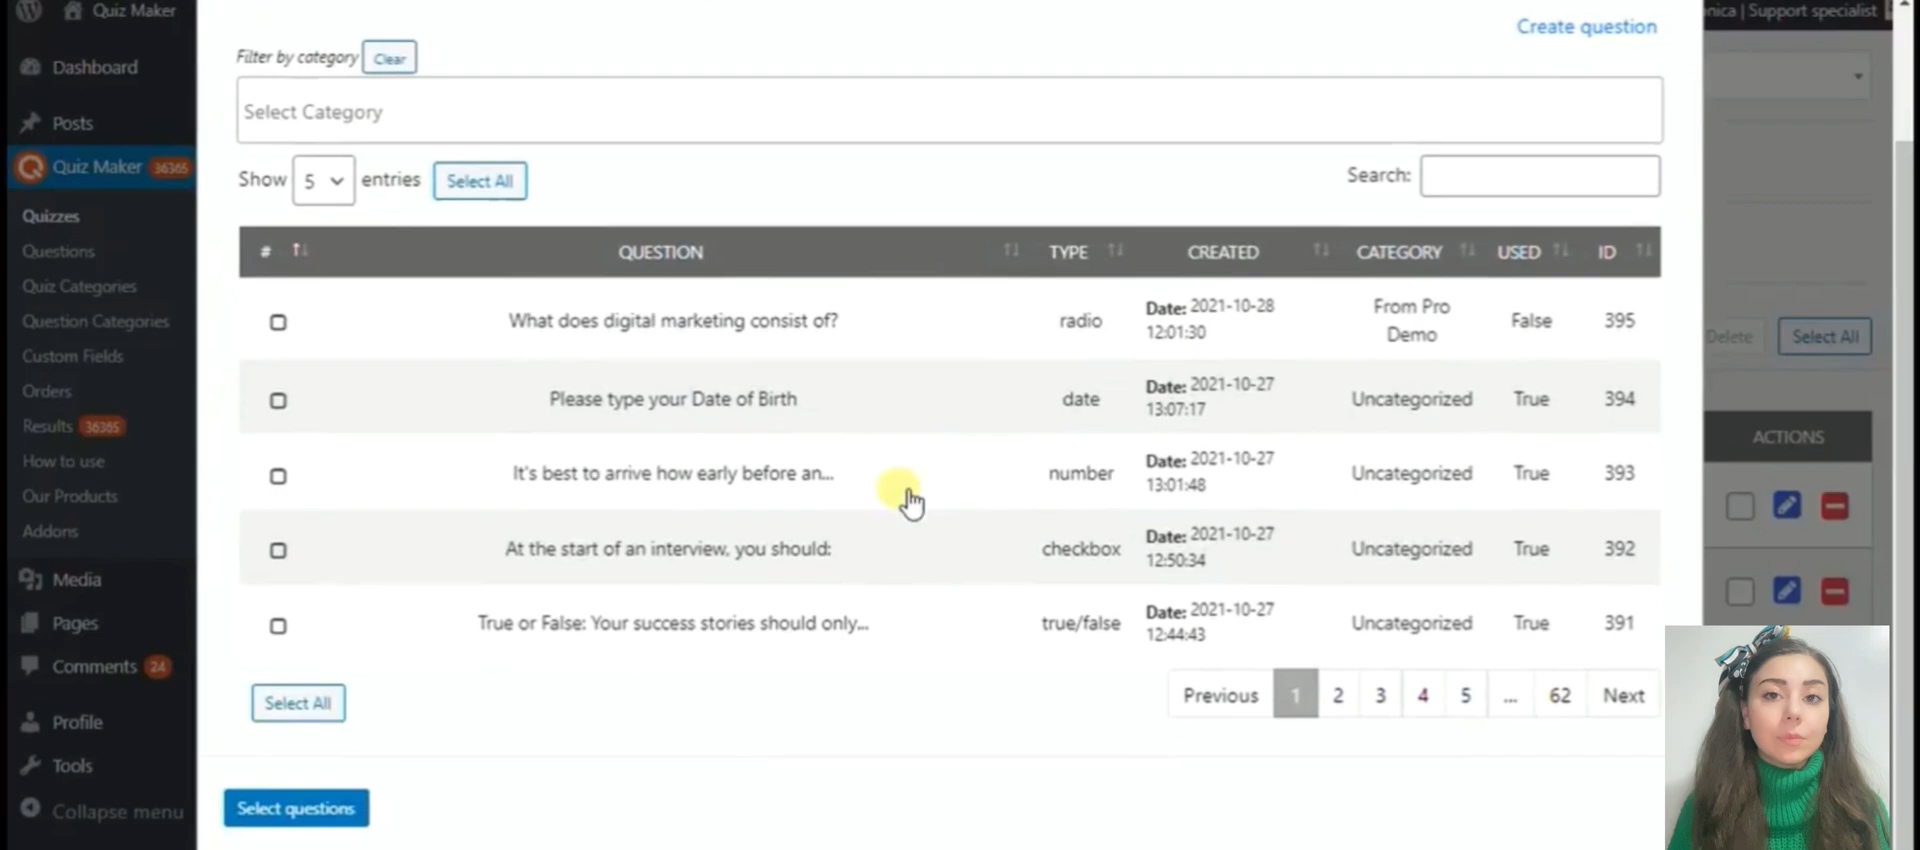 Quiz Maker
nica | Support specialist
Create question
Dashboard
Posts
Quiz Maker 36365
Quizzes
Questions
Quiz Categories
Question Categories
Custom Fields
Orders
Results 36365
How to use
Our Products
Addons
Media
Pages
Comments 24
Profile
Tools
Collapse menu
Filter by category Clear
Select Category
Show 5 entries Select All
Search:
# QUESTION TYPE CREATED CATEGORY USED ID
What does digital marketing consist of? radio Date: 2021-10-28 12:01:30 From Pro Demo False 395
Please type your Date of Birth date Date: 2021-10-27 13:07:17 Uncategorized True 394
It's best to arrive how early before an... number Date: 2021-10-27 13:01:48 Uncategorized True 393
At the start of an interview, you should: checkbox Date: 2021-10-27 12:50:34 Uncategorized True 392
True or False: Your success stories should only... true/false Date: 2021-10-27 12:44:43 Uncategorized True 391
Select All
Previous 1 2 3 4 5 ... 62 Next
Select questions
Delete Select All
ACTIONS